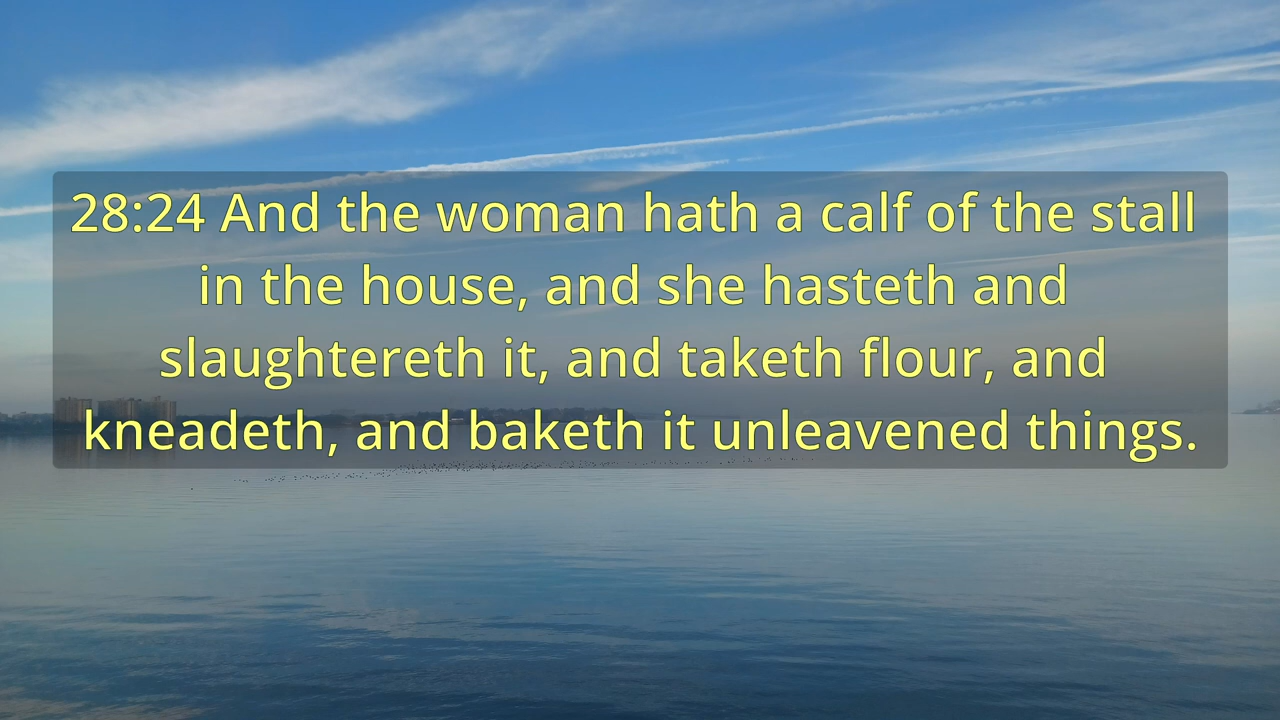 28:24 And the woman hath a calf of the stall
in the house, and she hasteth and
slaughtereth it, and taketh flour, and
kneadeth, and baketh it unleavened things.